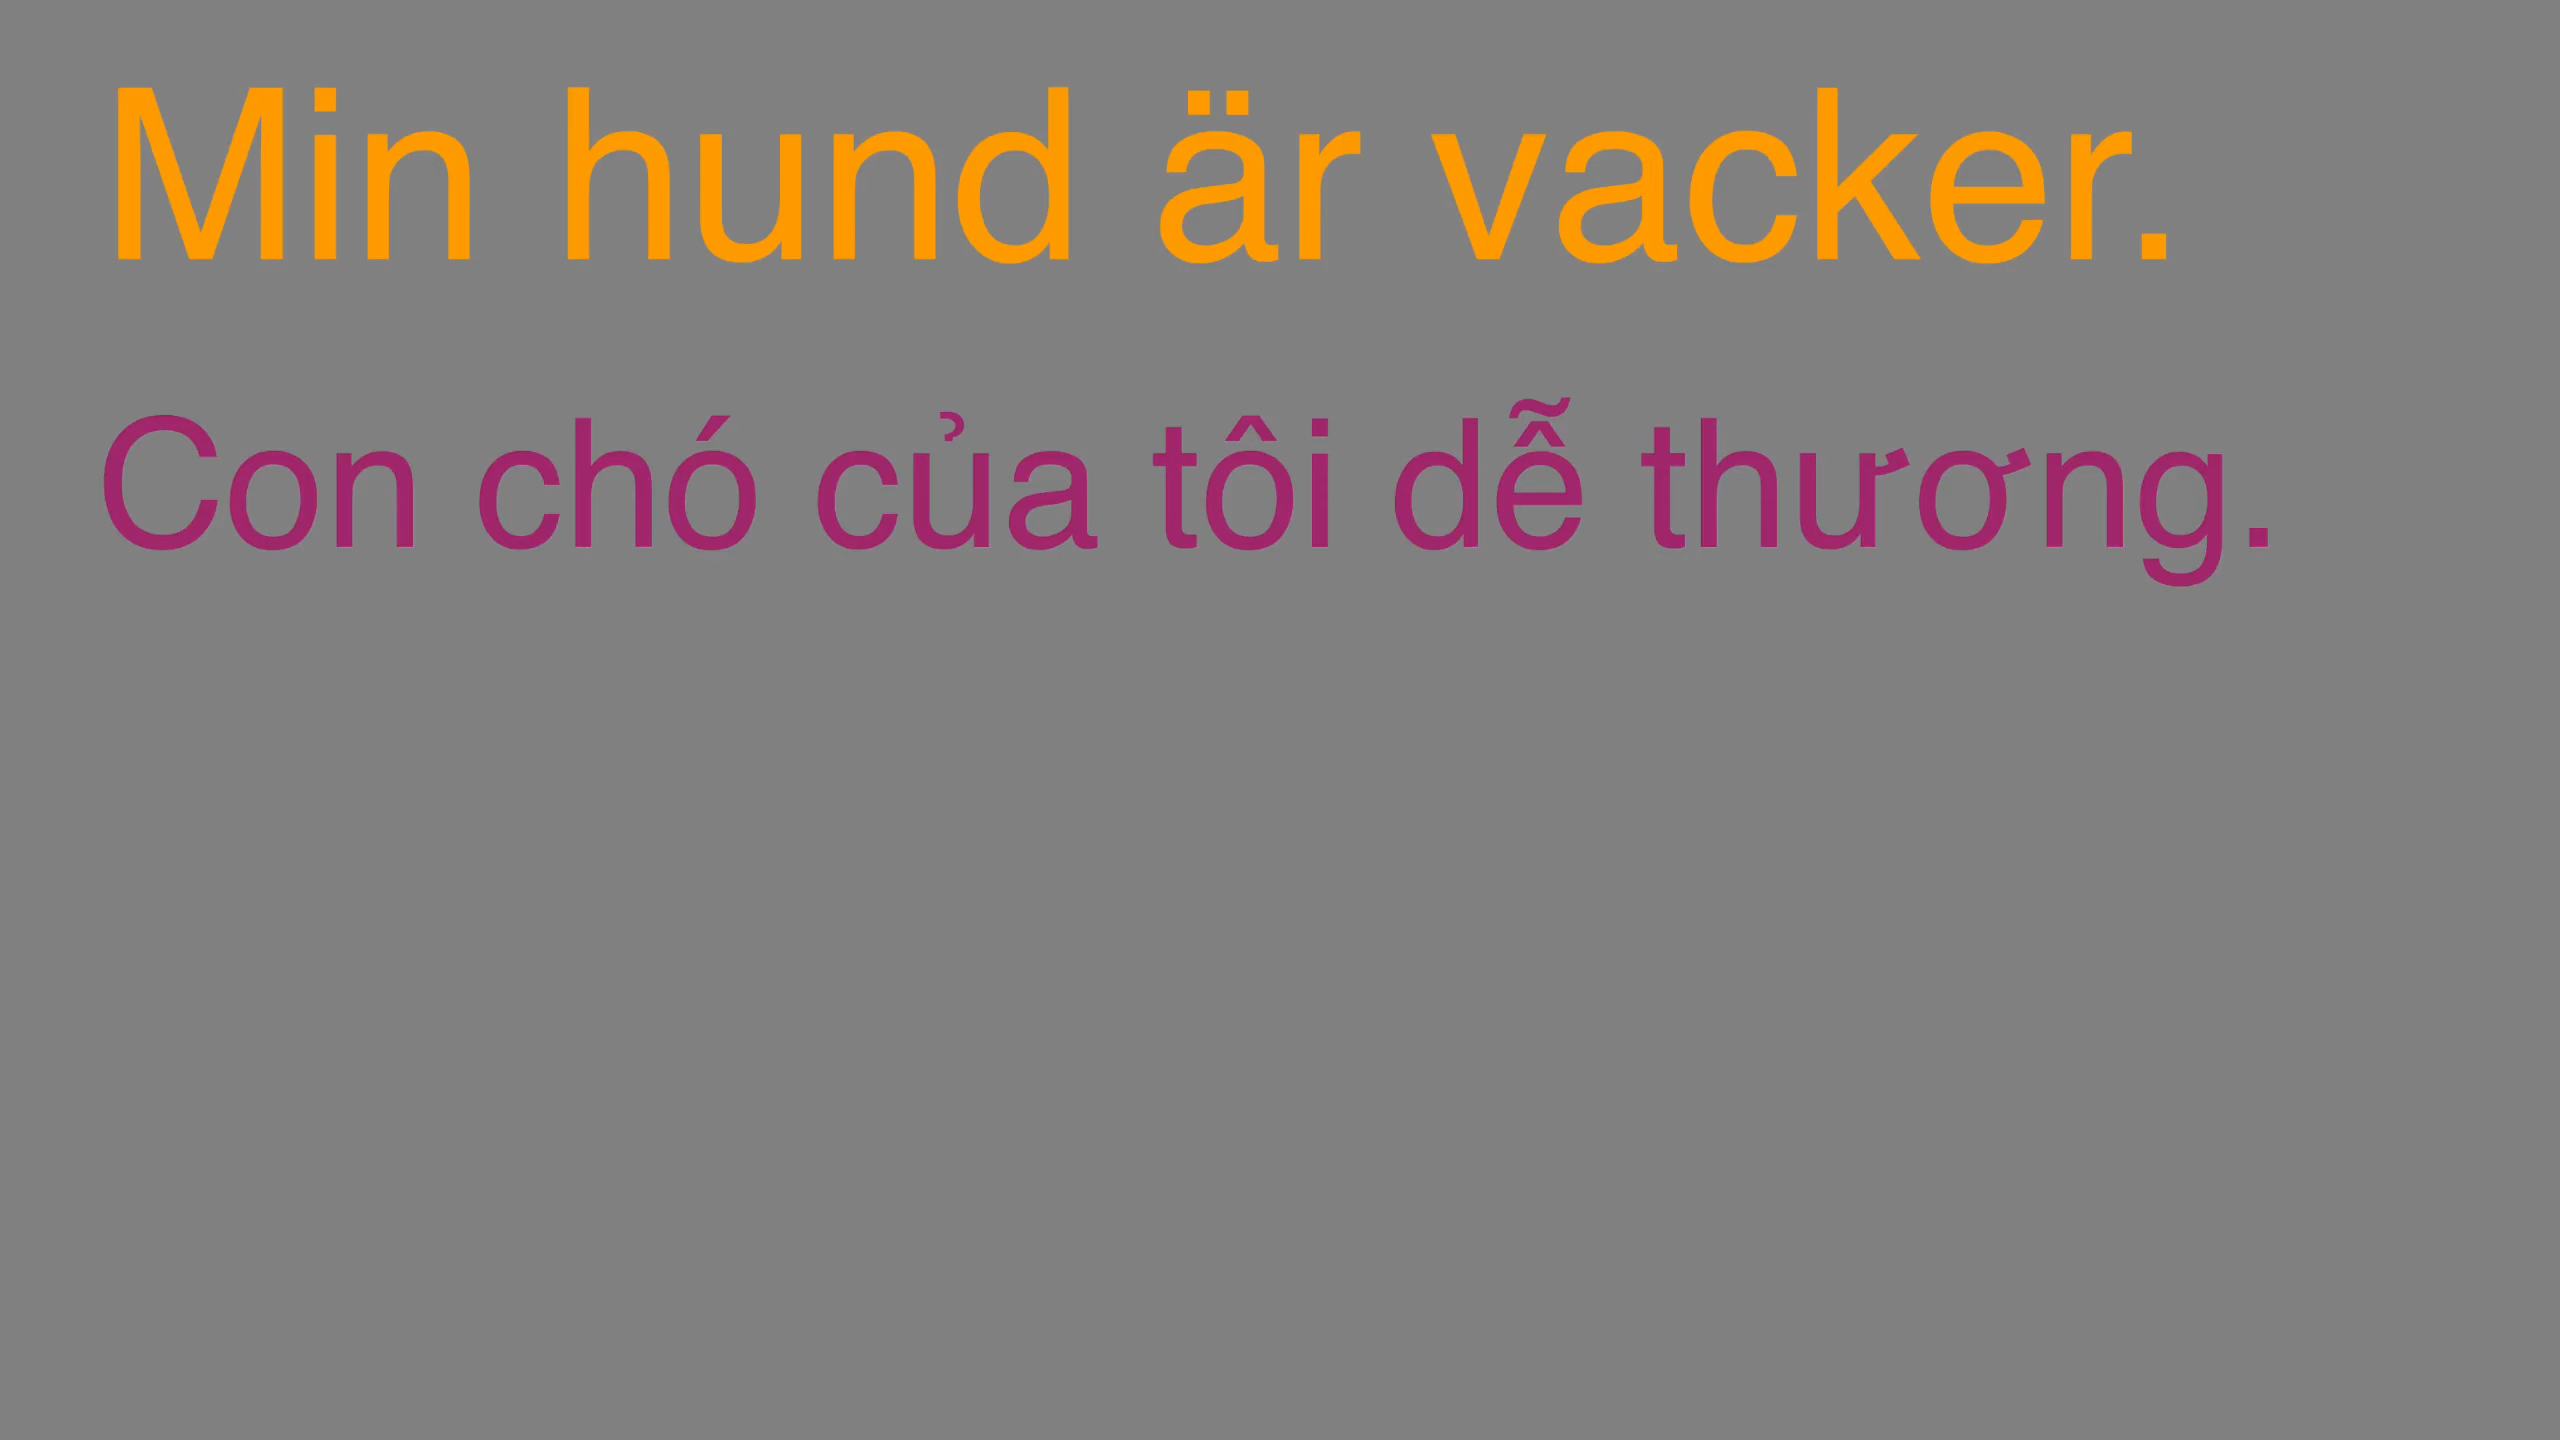 Min hund är vacker.
Con chó của tôi dễ thương.